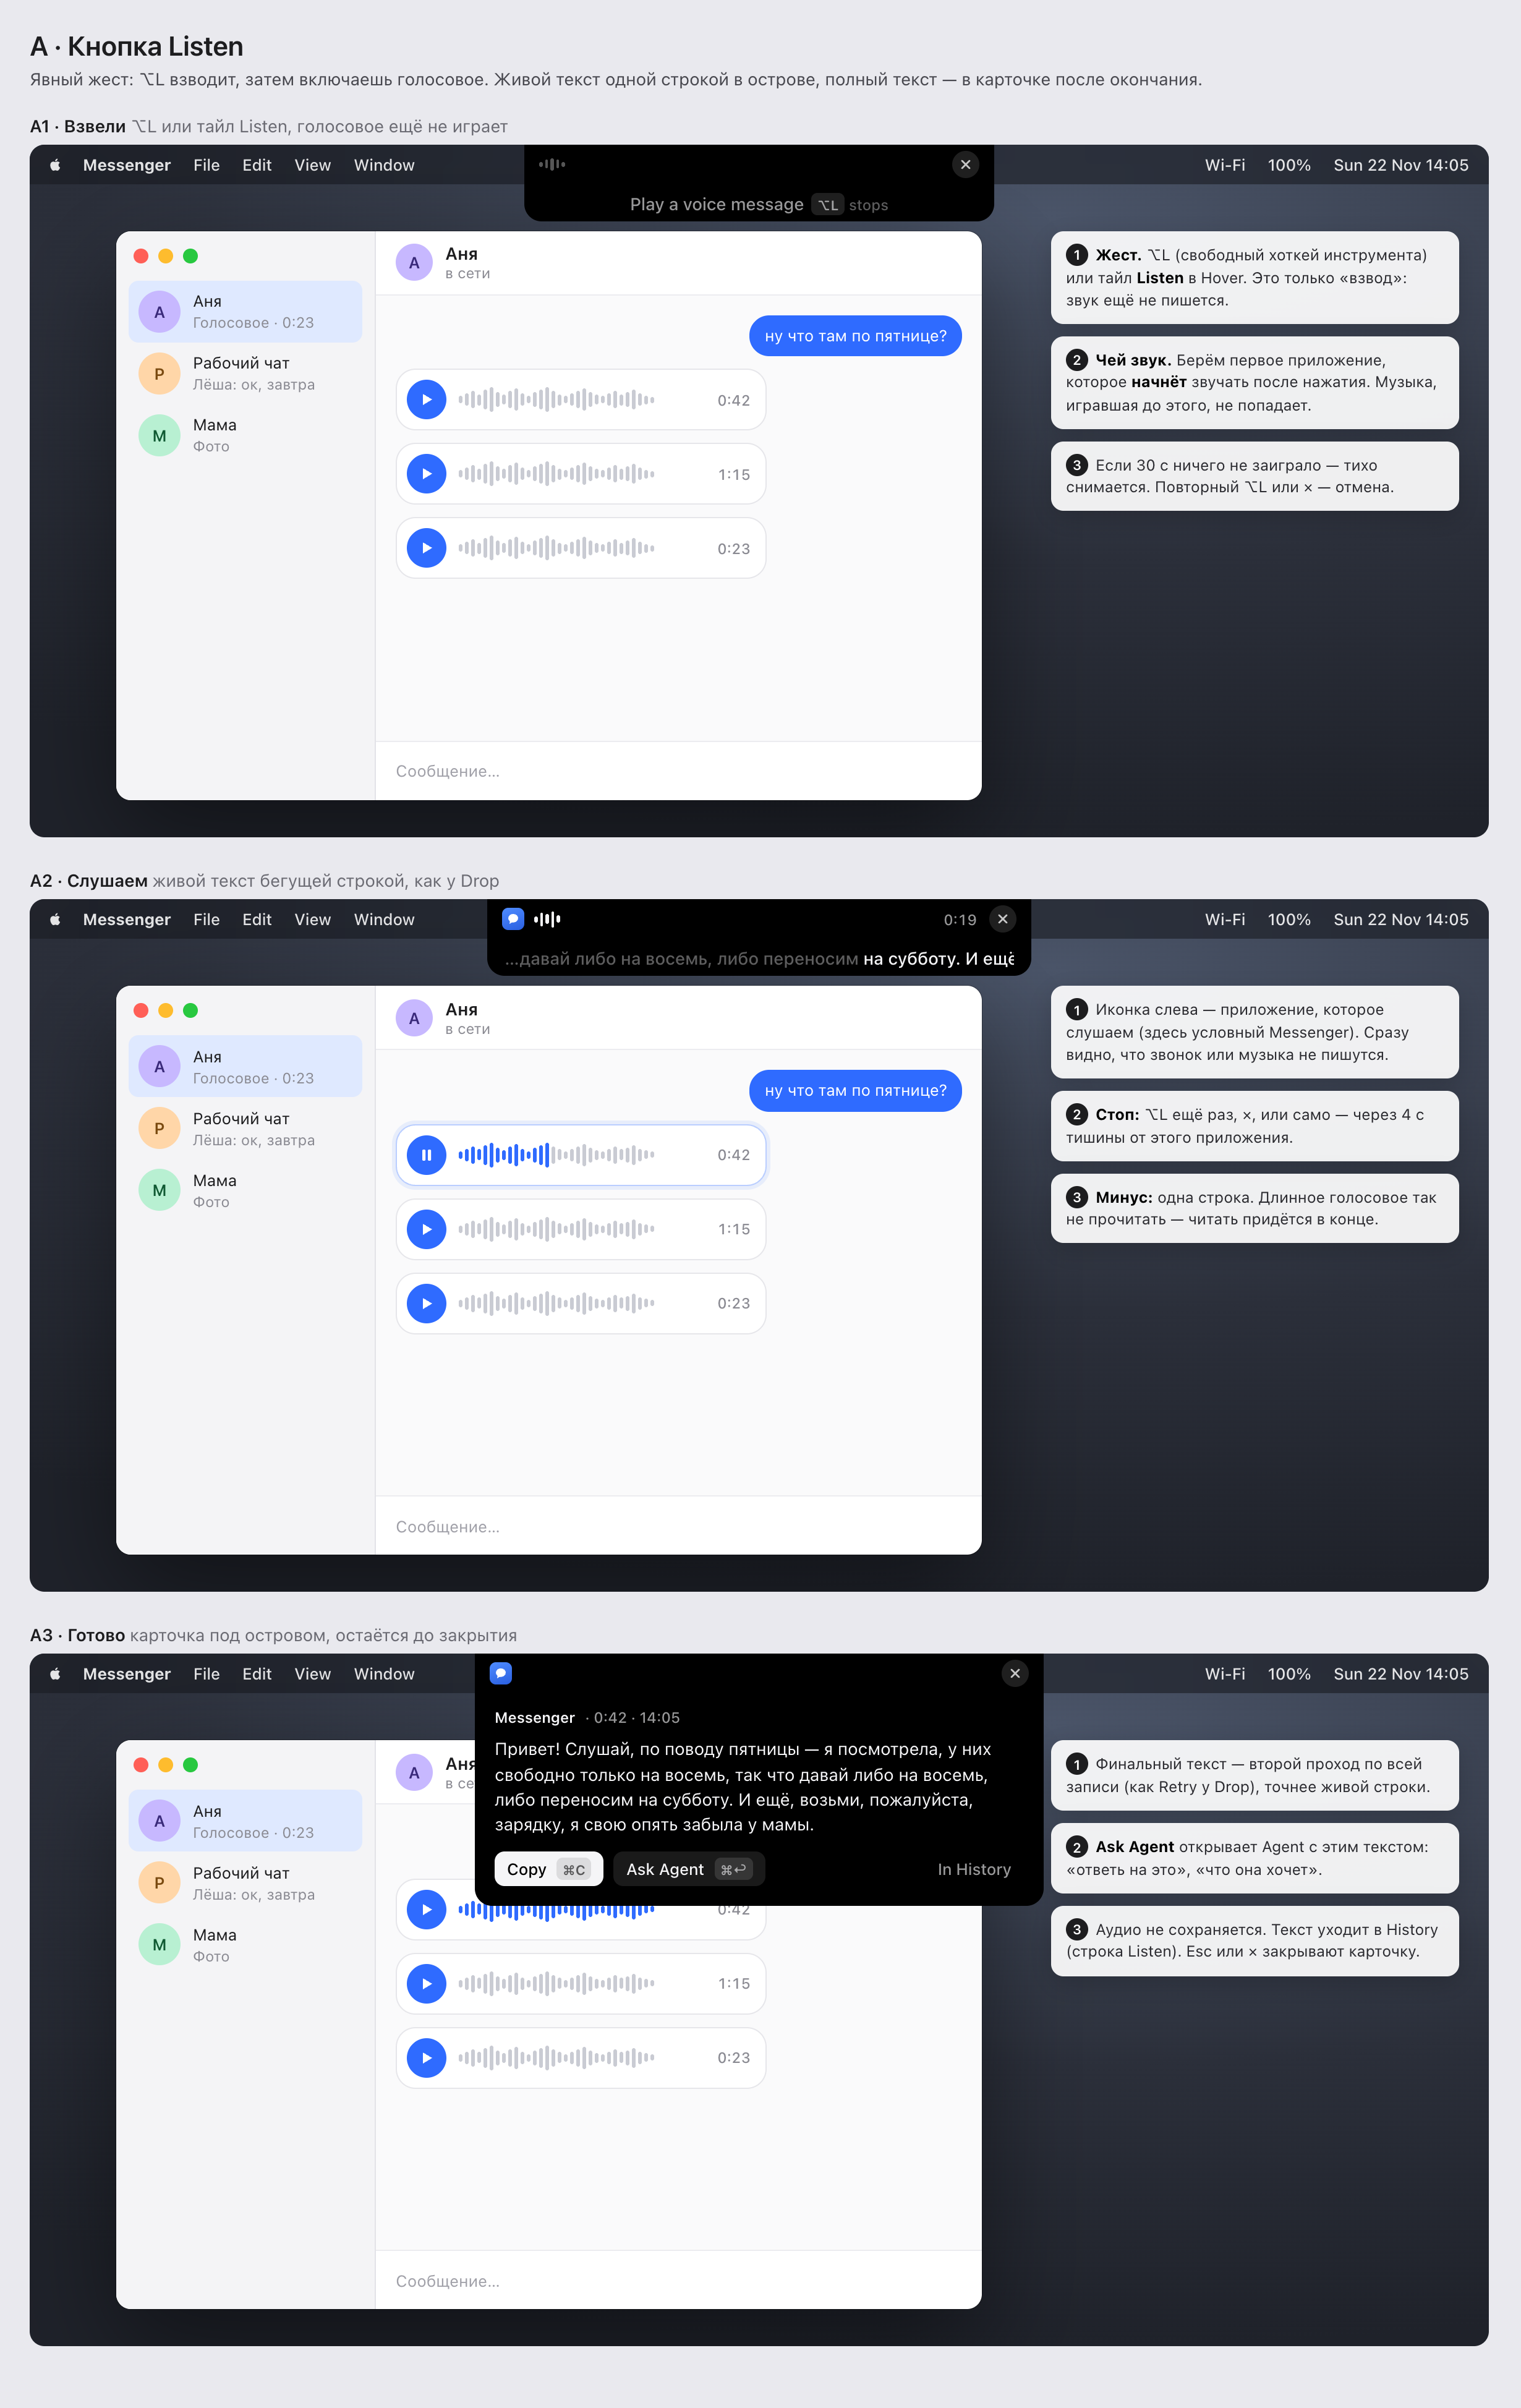 А · Кнопка Listen
Явный жест: ⌥L взводит, затем включаешь голосовое. Живой текст одной строкой в острове, полный текст — в карточке после окончания.
А1 · Взвели ⌥L или тайл Listen, голосовое ещё не играет
Messenger File Edit View Window
Wi-Fi 100% Sun 22 Nov 14:05
Play a voice message ⌥L stops
Аня
Голосовое · 0:23
Р
Рабочий чат
Лёша: ок, завтра
М
Мама
Фото
А
А
Аня
в сети
ну что там по пятнице?
0:42
1:15
0:23
Сообщение…
1 Жест. ⌥L (свободный хоткей инструмента)
или тайл Listen в Hover. Это только «взвод»:
звук ещё не пишется.
2 Чей звук. Берём первое приложение,
которое начнёт звучать после нажатия. Музыка,
игравшая до этого, не попадает.
3 Если 30 с ничего не заиграло — тихо
снимается. Повторный ⌥L или × — отмена.
А2 · Слушаем живой текст бегущей строкой, как у Drop
Messenger File Edit View Window
0:19
Wi-Fi 100% Sun 22 Nov 14:05
…давай либо на восемь, либо переносим на субботу. И ещё
А
Аня
Голосовое · 0:23
Р
Рабочий чат
Лёша: ок, завтра
М
Мама
Фото
А
Аня
в сети
ну что там по пятнице?
0:42
1:15
0:23
Сообщение…
1 Иконка слева — приложение, которое
слушаем (здесь условный Messenger). Сразу
видно, что звонок или музыка не пишутся.
2 Стоп: ⌥L ещё раз, ×, или само — через 4 с
тишины от этого приложения.
3 Минус: одна строка. Длинное голосовое так
не прочитать — читать придётся в конце.
А3 · Готово карточка под островом, остаётся до закрытия
Messenger File Edit View Window
Wi-Fi 100% Sun 22 Nov 14:05
Messenger · 0:42 · 14:05
Привет! Слушай, по поводу пятницы — я посмотрела, у них
свободно только на восемь, так что давай либо на восемь,
либо переносим на субботу. И ещё, возьми, пожалуйста,
зарядку, я свою опять забыла у мамы.
Copy ⌘C Ask Agent ⌘↩ In History
А
Аня
Голосовое · 0:23
Р
Рабочий чат
Лёша: ок, завтра
М
Мама
Фото
А
Аня
в се
0:42
1:15
0:23
Сообщение…
1 Финальный текст — второй проход по всей
записи (как Retry у Drop), точнее живой строки.
2 Ask Agent открывает Agent с этим текстом:
«ответь на это», «что она хочет».
3 Аудио не сохраняется. Текст уходит в History
(строка Listen). Esc или × закрывают карточку.